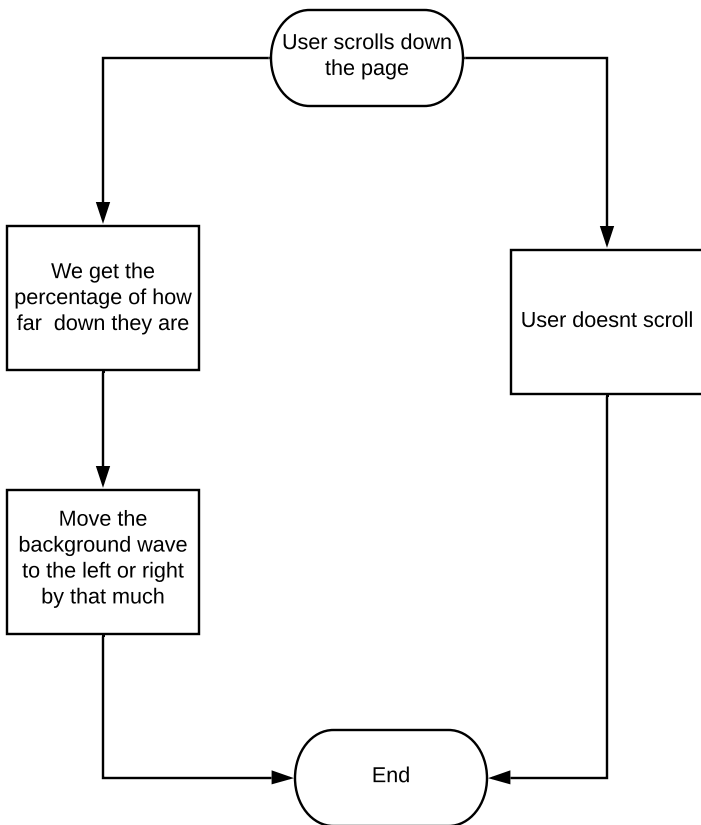 User scrolls down
the page
We get the
percentage of how
far  down they are
User doesnt scroll
Move the
background wave
to the left or right
by that much
End